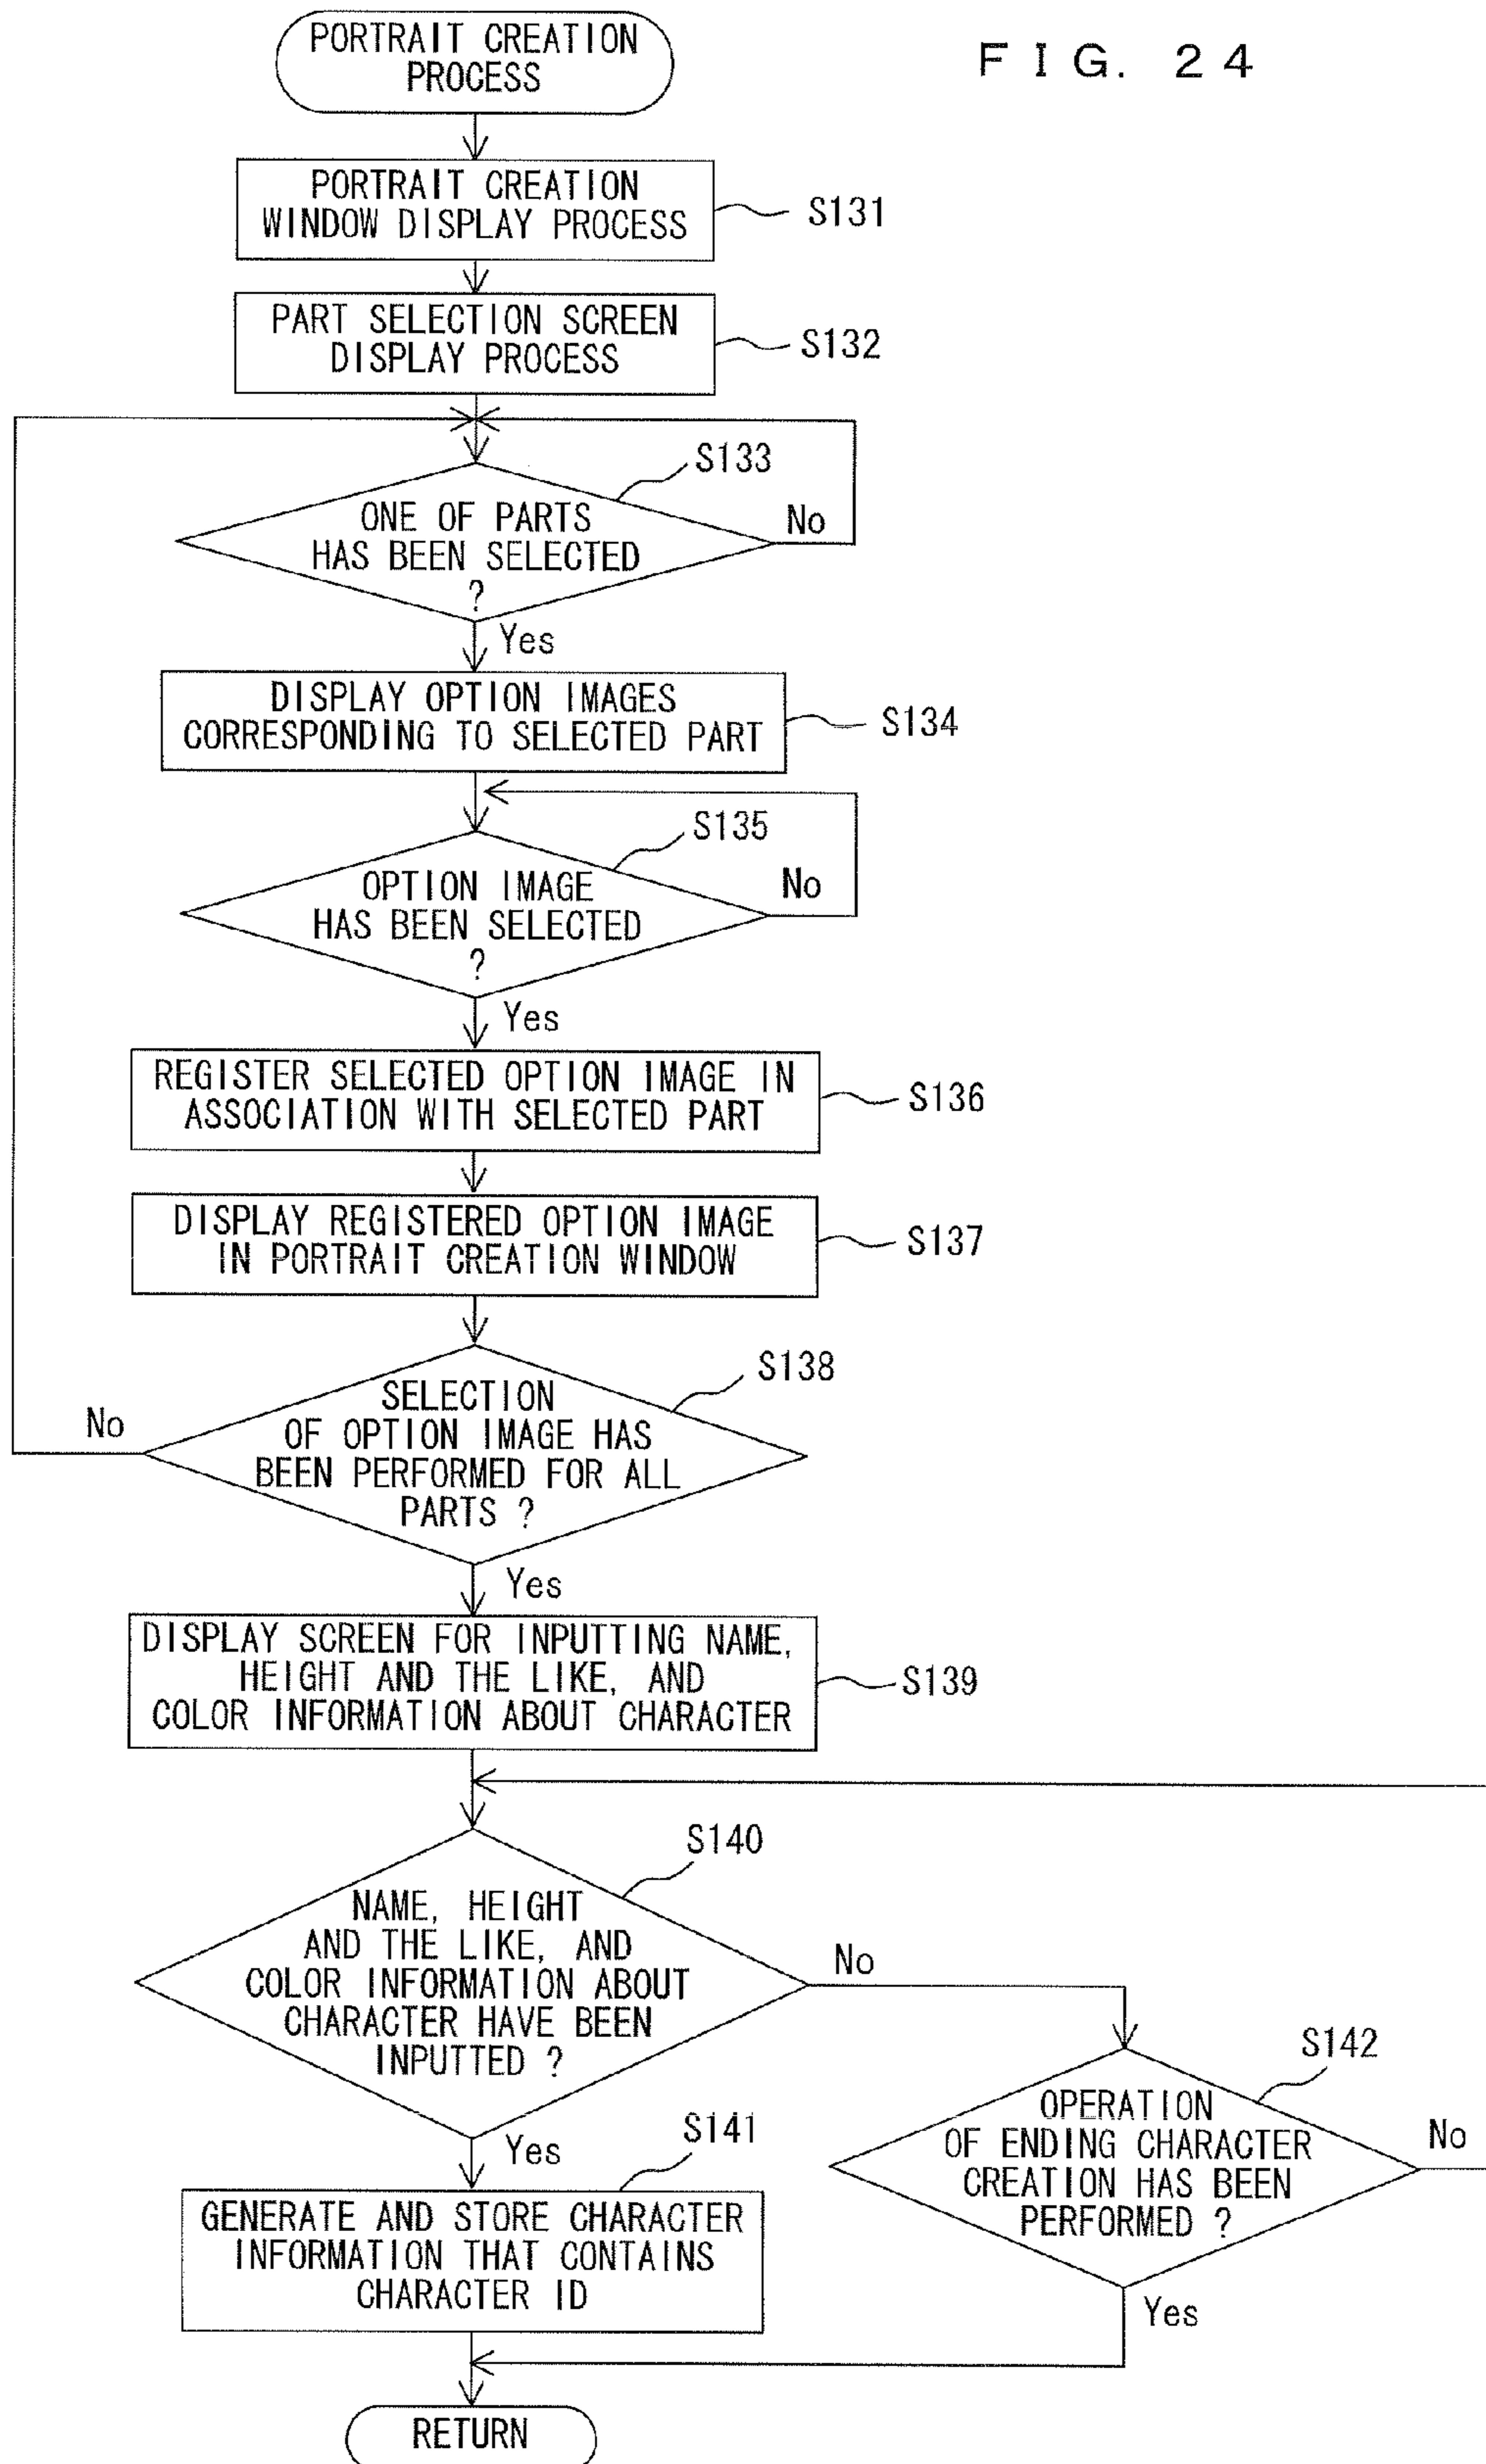 PORTRAIT CREATION
PROCESS
FIG. 24
PORTRAIT CREATION
WINDOW DISPLAY PROCESS
S131
PART SELECTION SCREEN
DISPLAY PROCESS
S132
S133
ONE OF PARTS
HAS BEEN SELECTED
?
No
Yes
DISPLAY OPTION IMAGES
CORRESPONDING TO SELECTED PART
S134
S135
OPTION IMAGE
HAS BEEN SELECTED
?
No
Yes
REGISTER SELECTED OPTION IMAGE IN
ASSOCIATION WITH SELECTED PART
S136
DISPLAY REGISTERED OPTION IMAGE
IN PORTRAIT CREATION WINDOW
S137
S138
SELECTION
OF OPTION IMAGE HAS
BEEN PERFORMED FOR ALL
PARTS ?
No
Yes
DISPLAY SCREEN FOR INPUTTING NAME,
HEIGHT AND THE LIKE, AND
COLOR INFORMATION ABOUT CHARACTER
S139
S140
NAME, HEIGHT
AND THE LIKE, AND
COLOR INFORMATION ABOUT
CHARACTER HAVE BEEN
INPUTTED ?
No
Yes
S142
OPERATION
OF ENDING CHARACTER
CREATION HAS BEEN
PERFORMED ?
No
Yes
S141
GENERATE AND STORE CHARACTER
INFORMATION THAT CONTAINS
CHARACTER ID
RETURN